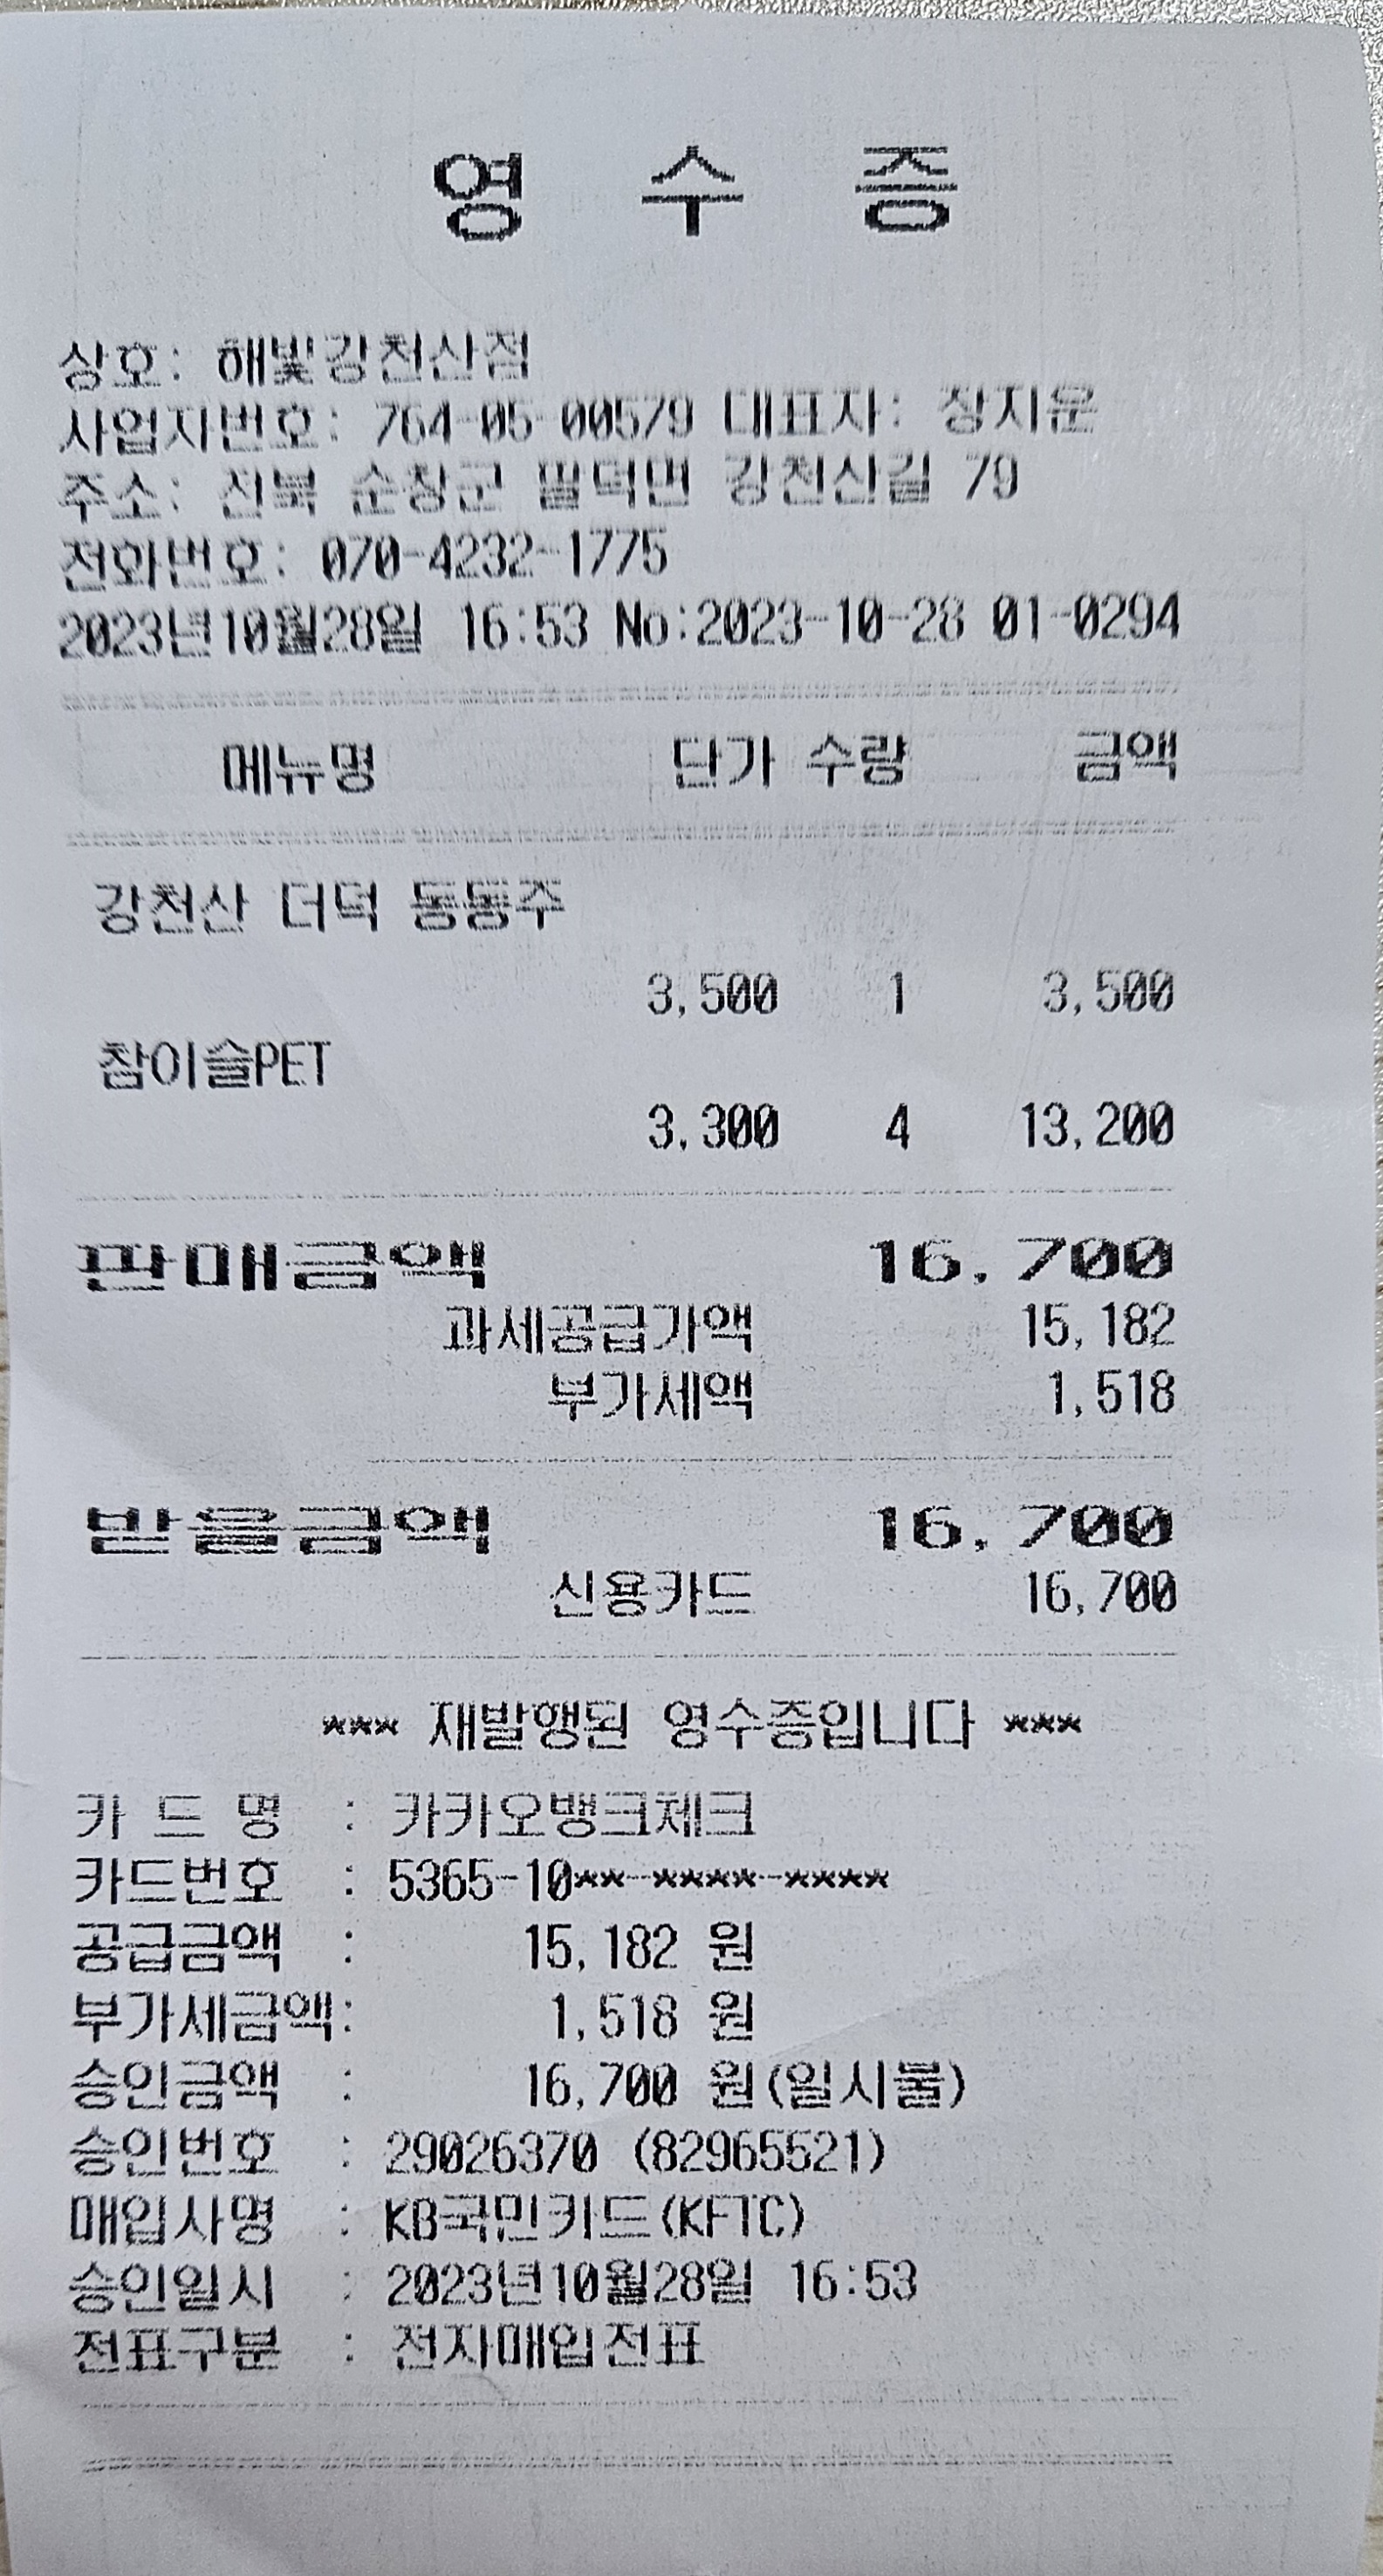 영 수 증
상호: 해빛강천산점
사업자번호: 764-05-00579 대표자: 장지운
주소: 전북 순창군 팔덕면 강천산길 79
전화번호: 070-4232-1775
2023년10월28일 16:53 No:2023-10-28 01-0294
메뉴명 단가 수량 금액
강천산 더덕 동동주
3,500 1 3,500
참이슬PET
3,300 4 13,200
판매금액 16,700
과세공급가액 15,182
부가세액 1,518
받을금액 16,700
신용카드 16,700
*** 재발행된 영수증입니다 ***
카 드 명 : 카카오뱅크체크
카드번호 : 5365-10**-****-****
공급금액 : 15,182 원
부가세금액: 1,518 원
승인금액 : 16,700 원(일시불)
승인번호 : 29026370 (82965521)
매입사명 : KB국민카드(KFTC)
승인일시 : 2023년10월28일 16:53
전표구분 : 전자매입전표